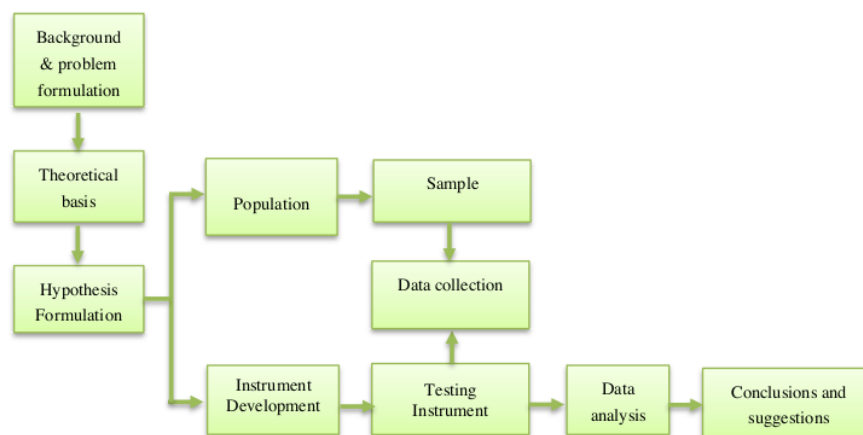 Background
& problem
formulation
Theoretical
basis
Hypothesis
Formulation
Population
Sample
Data collection
Instrument
Development
Testing
Instrument
Data
analysis
Conclusions and
suggestions